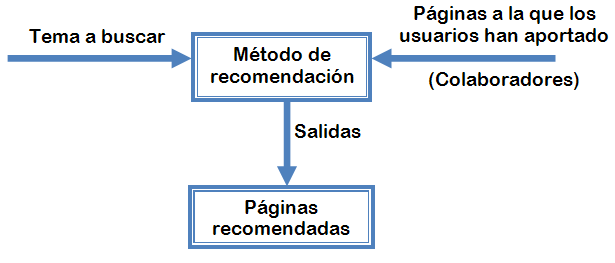 Tema a buscar
Método de
recomendación
Páginas a la que los
usuarios han aportado
(Colaboradores)
Salidas
Páginas
recomendadas